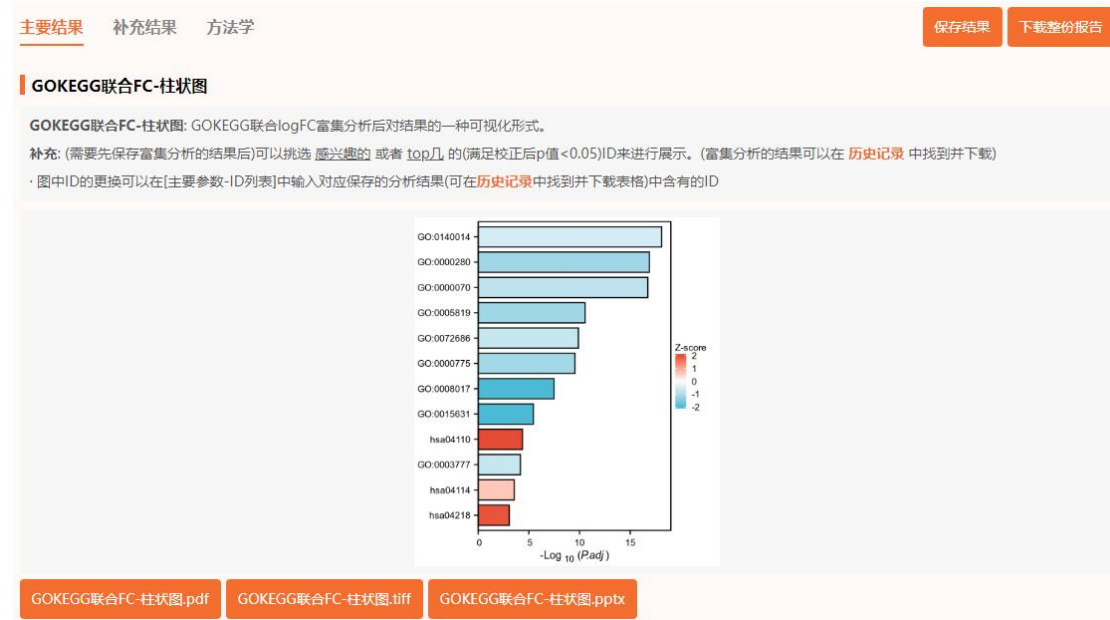 主要结果 补充结果 方法学 保存结果 下载整份报告
GOKEGG联合FC-柱状图
GOKEGG联合FC-柱状图: GOKEGG联合logFC富集分析后对结果的一种可视化形式。
补充: (需要先保存富集分析的结果后)可以挑选 感兴趣的 或者 top几 的(满足校正后p值<0.05)ID来进行展示。(富集分析的结果可以在 历史记录 中找到并下载)
· 图中ID的更换可以在[主要参数-ID列表]中输入对应保存的分析结果(可在历史记录中找到并下载表格)中含有的ID
GO:0140014
GO:0000280
GO:0000070
GO:0005819
GO:0072686
GO:0000775
GO:0008017
GO:0015631
hsa04110
GO:0003777
hsa04114
hsa04218
0 5 10 15
-Log 10 (P.adj)
Z-score
2
1
0
-1
-2
GOKEGG联合FC-柱状图.pdf GOKEGG联合FC-柱状图.tiff GOKEGG联合FC-柱状图.pptx